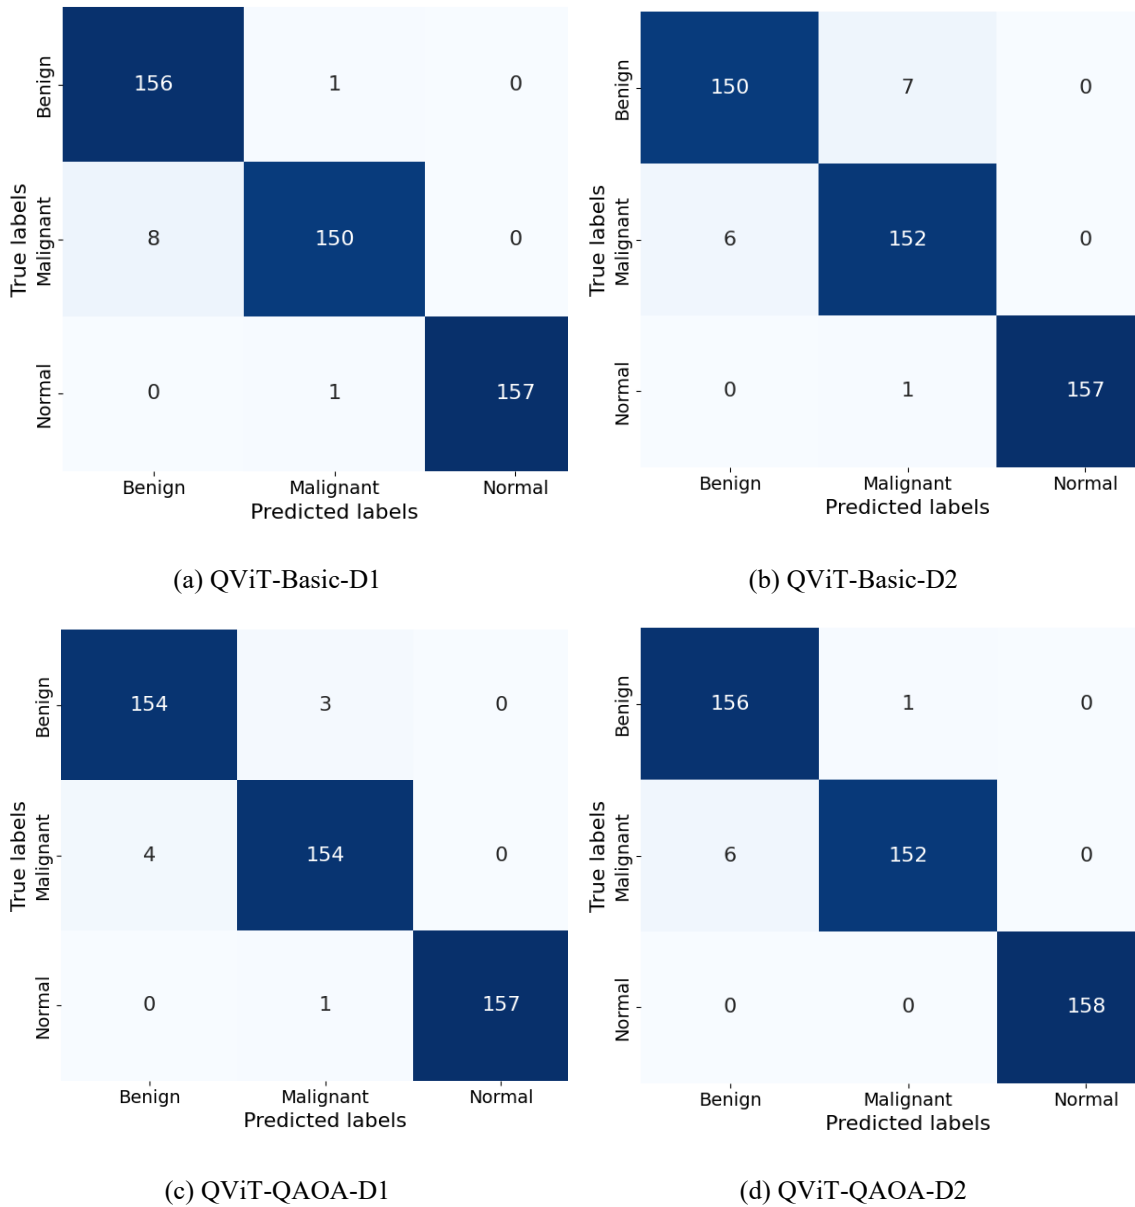 Benign 156 1 0
Malignant 8 150 0
Normal 0 1 157
True labels
Benign Malignant Normal
Predicted labels
(a) QViT-Basic-D1
Benign 150 7 0
Malignant 6 152 0
Normal 0 1 157
True labels
Benign Malignant Normal
Predicted labels
(b) QViT-Basic-D2
Benign 154 3 0
Malignant 4 154 0
Normal 0 1 157
True labels
Benign Malignant Normal
Predicted labels
(c) QViT-QAOA-D1
Benign 156 1 0
Malignant 6 152 0
Normal 0 0 158
True labels
Benign Malignant Normal
Predicted labels
(d) QViT-QAOA-D2